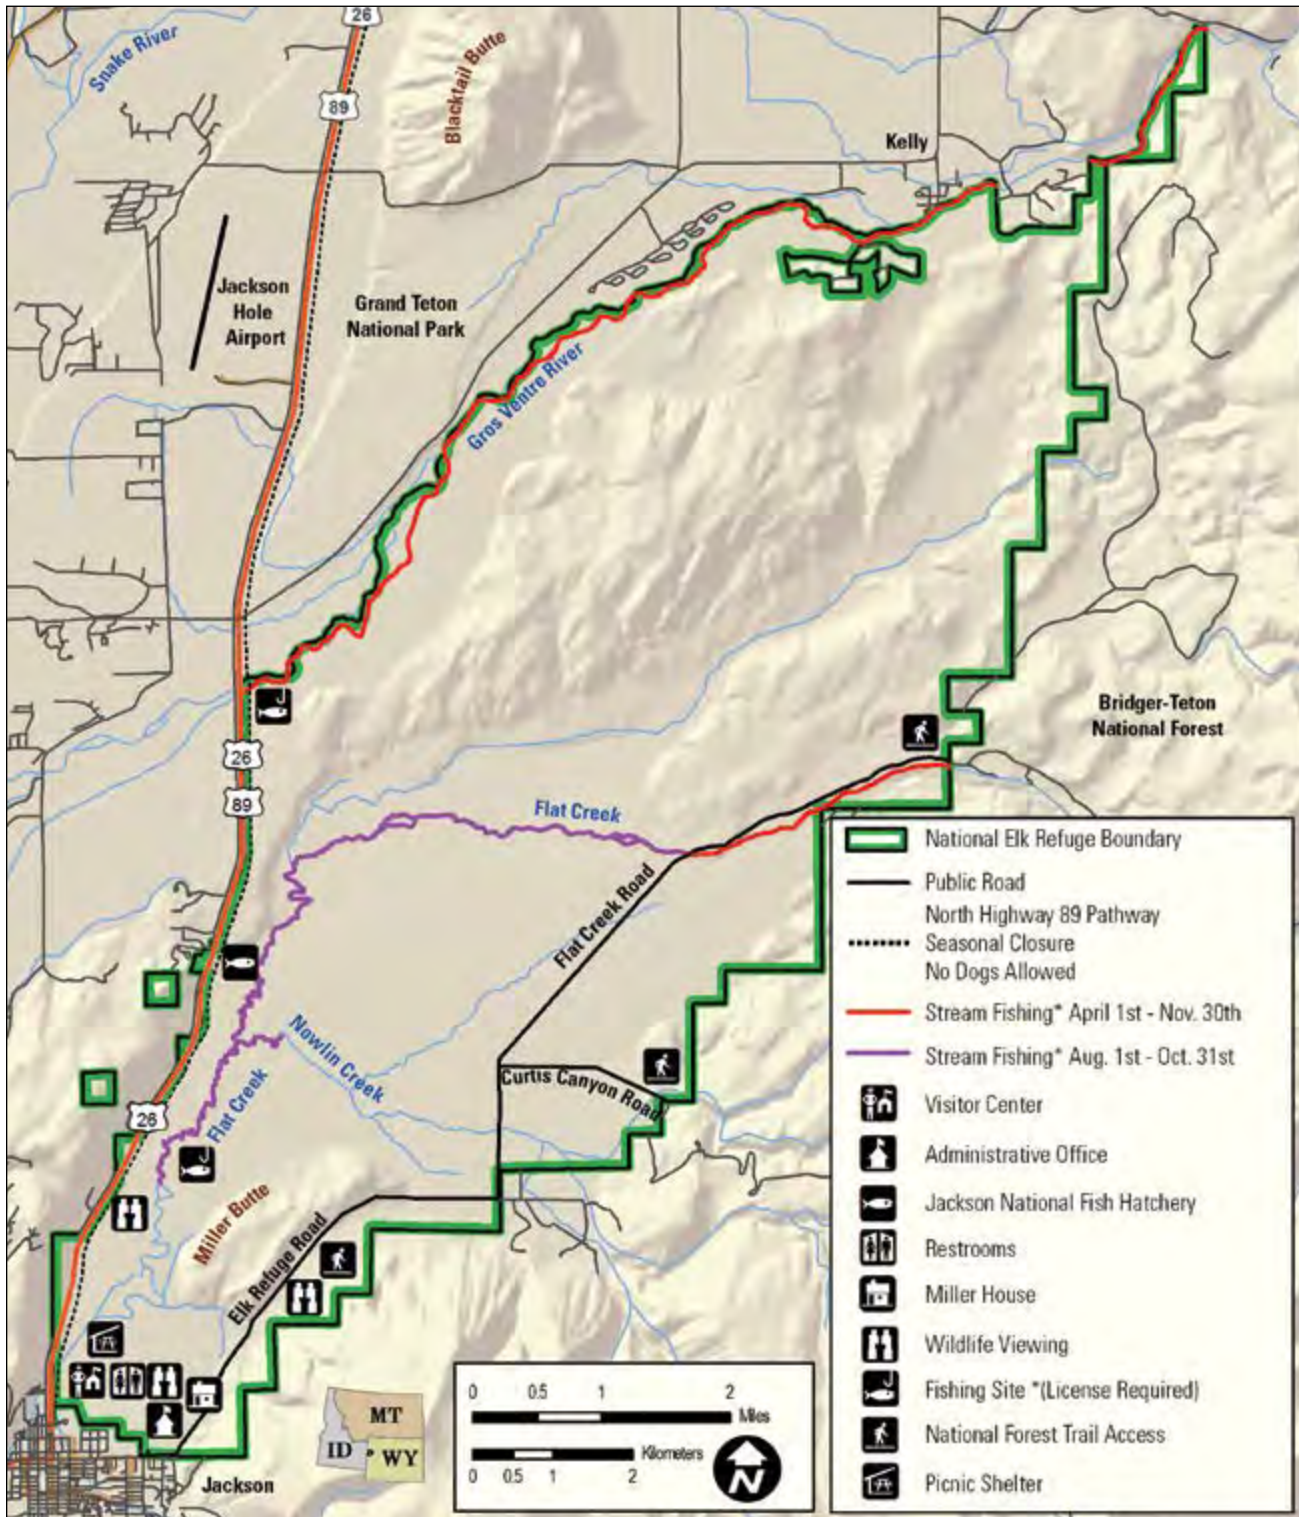 26
Snake River
Blacktail Butte
89
Kelly
Jackson
Hole
Airport
Grand Teton
National Park
Gros Ventre River
Bridger-Teton
National Forest
26
89
Flat Creek
Flat Creek Road
Nowlin Creek
Curtis Canyon Road
26
Flat Creek
Miller Butte
Elk Refuge Road
Jackson
MT
ID
WY
0 0.5 1 2
Miles
Kilometers
0 0.5 1 2
N
National Elk Refuge Boundary
Public Road
North Highway 89 Pathway
Seasonal Closure
No Dogs Allowed
Stream Fishing* April 1st - Nov. 30th
Stream Fishing* Aug. 1st - Oct. 31st
Visitor Center
Administrative Office
Jackson National Fish Hatchery
Restrooms
Miller House
Wildlife Viewing
Fishing Site *(License Required)
National Forest Trail Access
Picnic Shelter